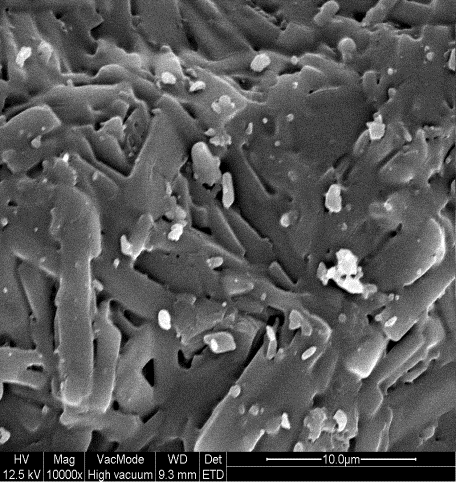 HV Mag VacMode WD Det
12.5 kV 10000x High vacuum 9.3 mm ETD
10.0µm